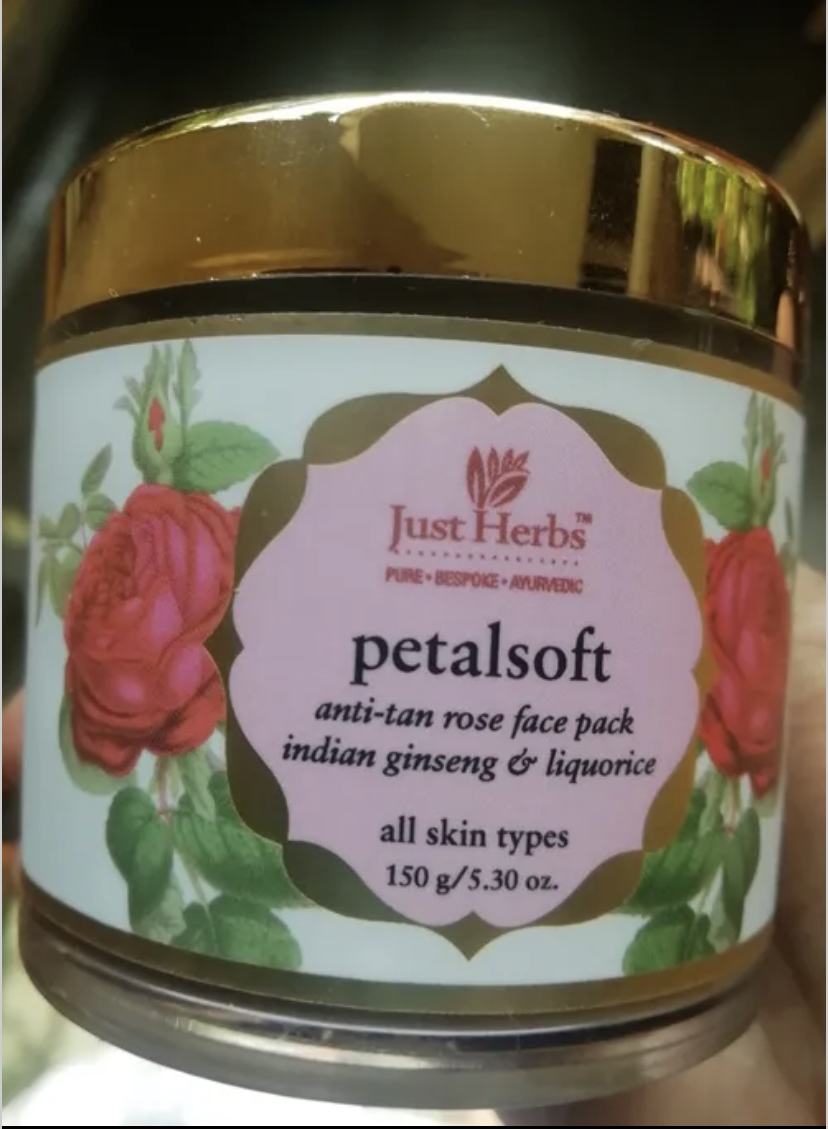 Just Herbs™
PURE • BESPOKE • AYURVEDIC
petalsoft
anti-tan rose face pack
indian ginseng & liquorice
all skin types
150 g/5.30 oz.